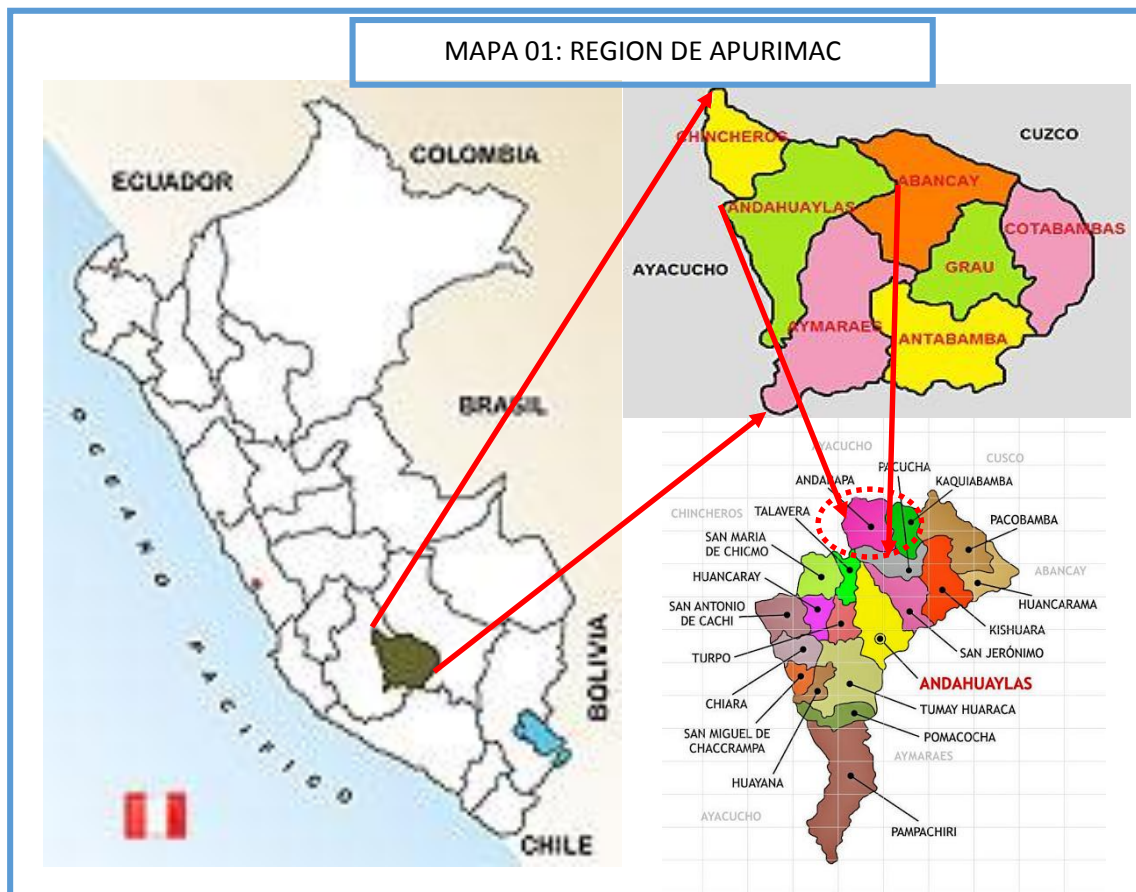 MAPA 01: REGION DE APURIMAC
COLOMBIA
ECUADOR
BRASIL
OCEANO PACIFICO
BOLIVIA
CHILE
CHINCHEROS
CUZCO
ABANCAY
ANDAHUAYLAS
COTABAMBAS
AYACUCHO
GRAU
AYMARAES
ANTABAMBA
AYACUCHO
PACUCHA
CUSCO
ANDARAPA
KAQUIABAMBA
CHINCHEROS
TALAVERA
PACOBAMBA
SAN MARIA
DE CHICMO
ABANCAY
HUANCARAY
HUANCARAMA
SAN ANTONIO
DE CACHI
KISHUARA
TURPO
SAN JERÓNIMO
ANDAHUAYLAS
CHIARA
TUMAY HUARACA
SAN MIGUEL DE
CHACCRAMPA
POMACOCHA
AYMARAES
HUAYANA
AYACUCHO
PAMPACHIRI